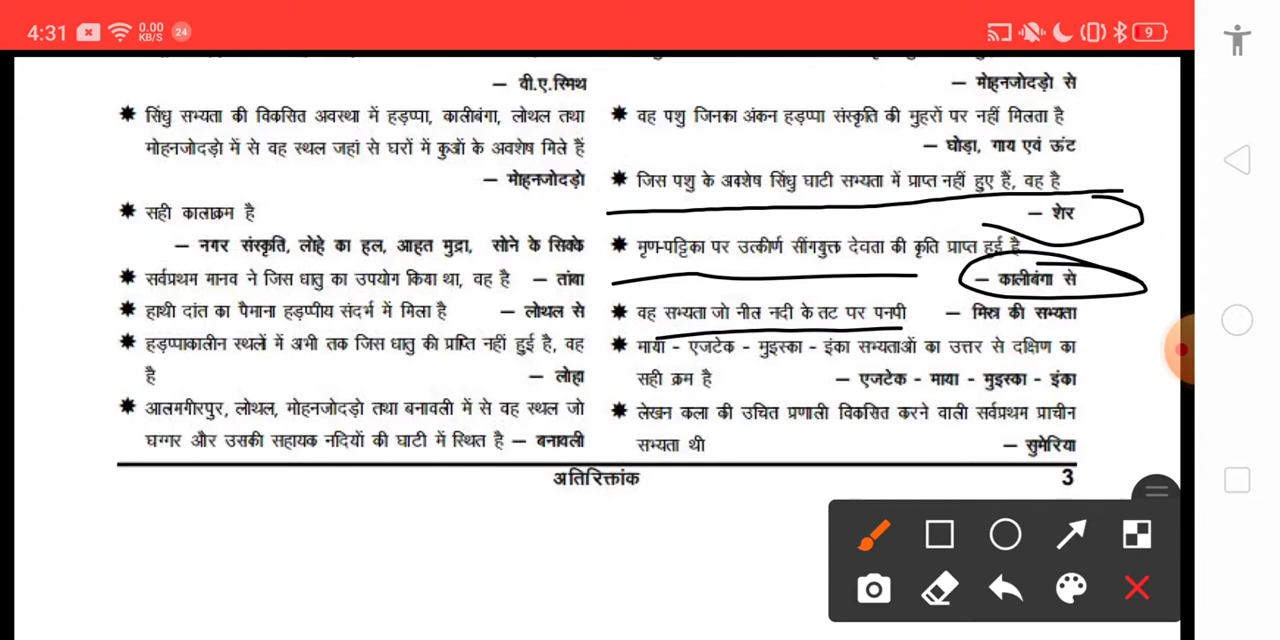 4:31
0.00
KB/S
24
9
– वी.ए.स्मिथ
✷ सिंधु सभ्यता की विकसित अवस्था में हड़प्पा, कालीबंगा, लोथल तथा
मोहनजोदड़ो में से वह स्थल जहां से घरों में कुओं के अवशेष मिले हैं
– मोहनजोदड़ो
✷ सही कालाक्रम है
– नगर संस्कृति, लोहे का हल, आहत मुद्रा, सोने के सिक्के
✷ सर्वप्रथम मानव ने जिस धातु का उपयोग किया था, वह है – तांबा
✷ हाथी दांत का पैमाना हड़प्पीय संदर्भ में मिला है – लोथल से
✷ हड़प्पाकालीन स्थलें में अभी तक जिस धातु की प्राप्ति नहीं हुई है, वह
है – लोहा
✷ आलमगीरपुर, लोथल, मोहनजोदड़ो तथा बनावली में से वह स्थल जो
घग्गर और उसकी सहायक नदियों की घाटी में स्थित है – बनावली
– मोहनजोदड़ो से
✷ वह पशु जिनका अंकन हड़प्पा संस्कृति की मुहरों पर नहीं मिलता है
– घोड़ा, गाय एवं ऊंट
✷ जिस पशु के अवशेष सिंधु घाटी सभ्यता में प्राप्त नहीं हुए हैं, वह है
– शेर
✷ मृण-पट्टिका पर उत्कीर्ण सींगयुक्त देवता की कृति प्राप्त हुई है
– कालीबंगा से
✷ वह सभ्यता जो नील नदी के तट पर पनपी – मिस्र की सभ्यता
✷ माया - एजटेक - मुइस्का - इंका सभ्यताओं का उत्तर से दक्षिण का
सही क्रम है – एजटेक - माया - मुइस्का - इंका
✷ लेखन कला की उचित प्रणाली विकसित करने वाली सर्वप्रथम प्राचीन
सभ्यता थी – सुमेरिया
अतिरिक्तांक 3